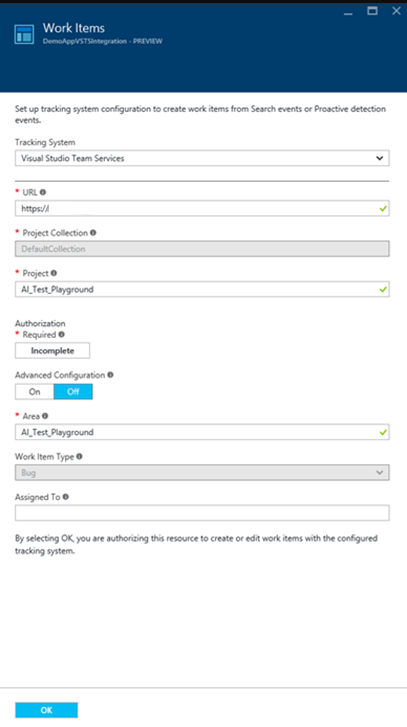 Work Items
DemoAppVSTSIntegration - PREVIEW
Set up tracking system configuration to create work items from Search events or Proactive detection
events.
Tracking System
Visual Studio Team Services
* URL
https://
* Project Collection
DefaultCollection
* Project
AI_Test_Playground
Authorization
* Required
Incomplete
Advanced Configuration
On Off
* Area
AI_Test_Playground
Work Item Type
Bug
Assigned To
By selecting OK, you are authorizing this resource to create or edit work items with the configured
tracking system.
OK